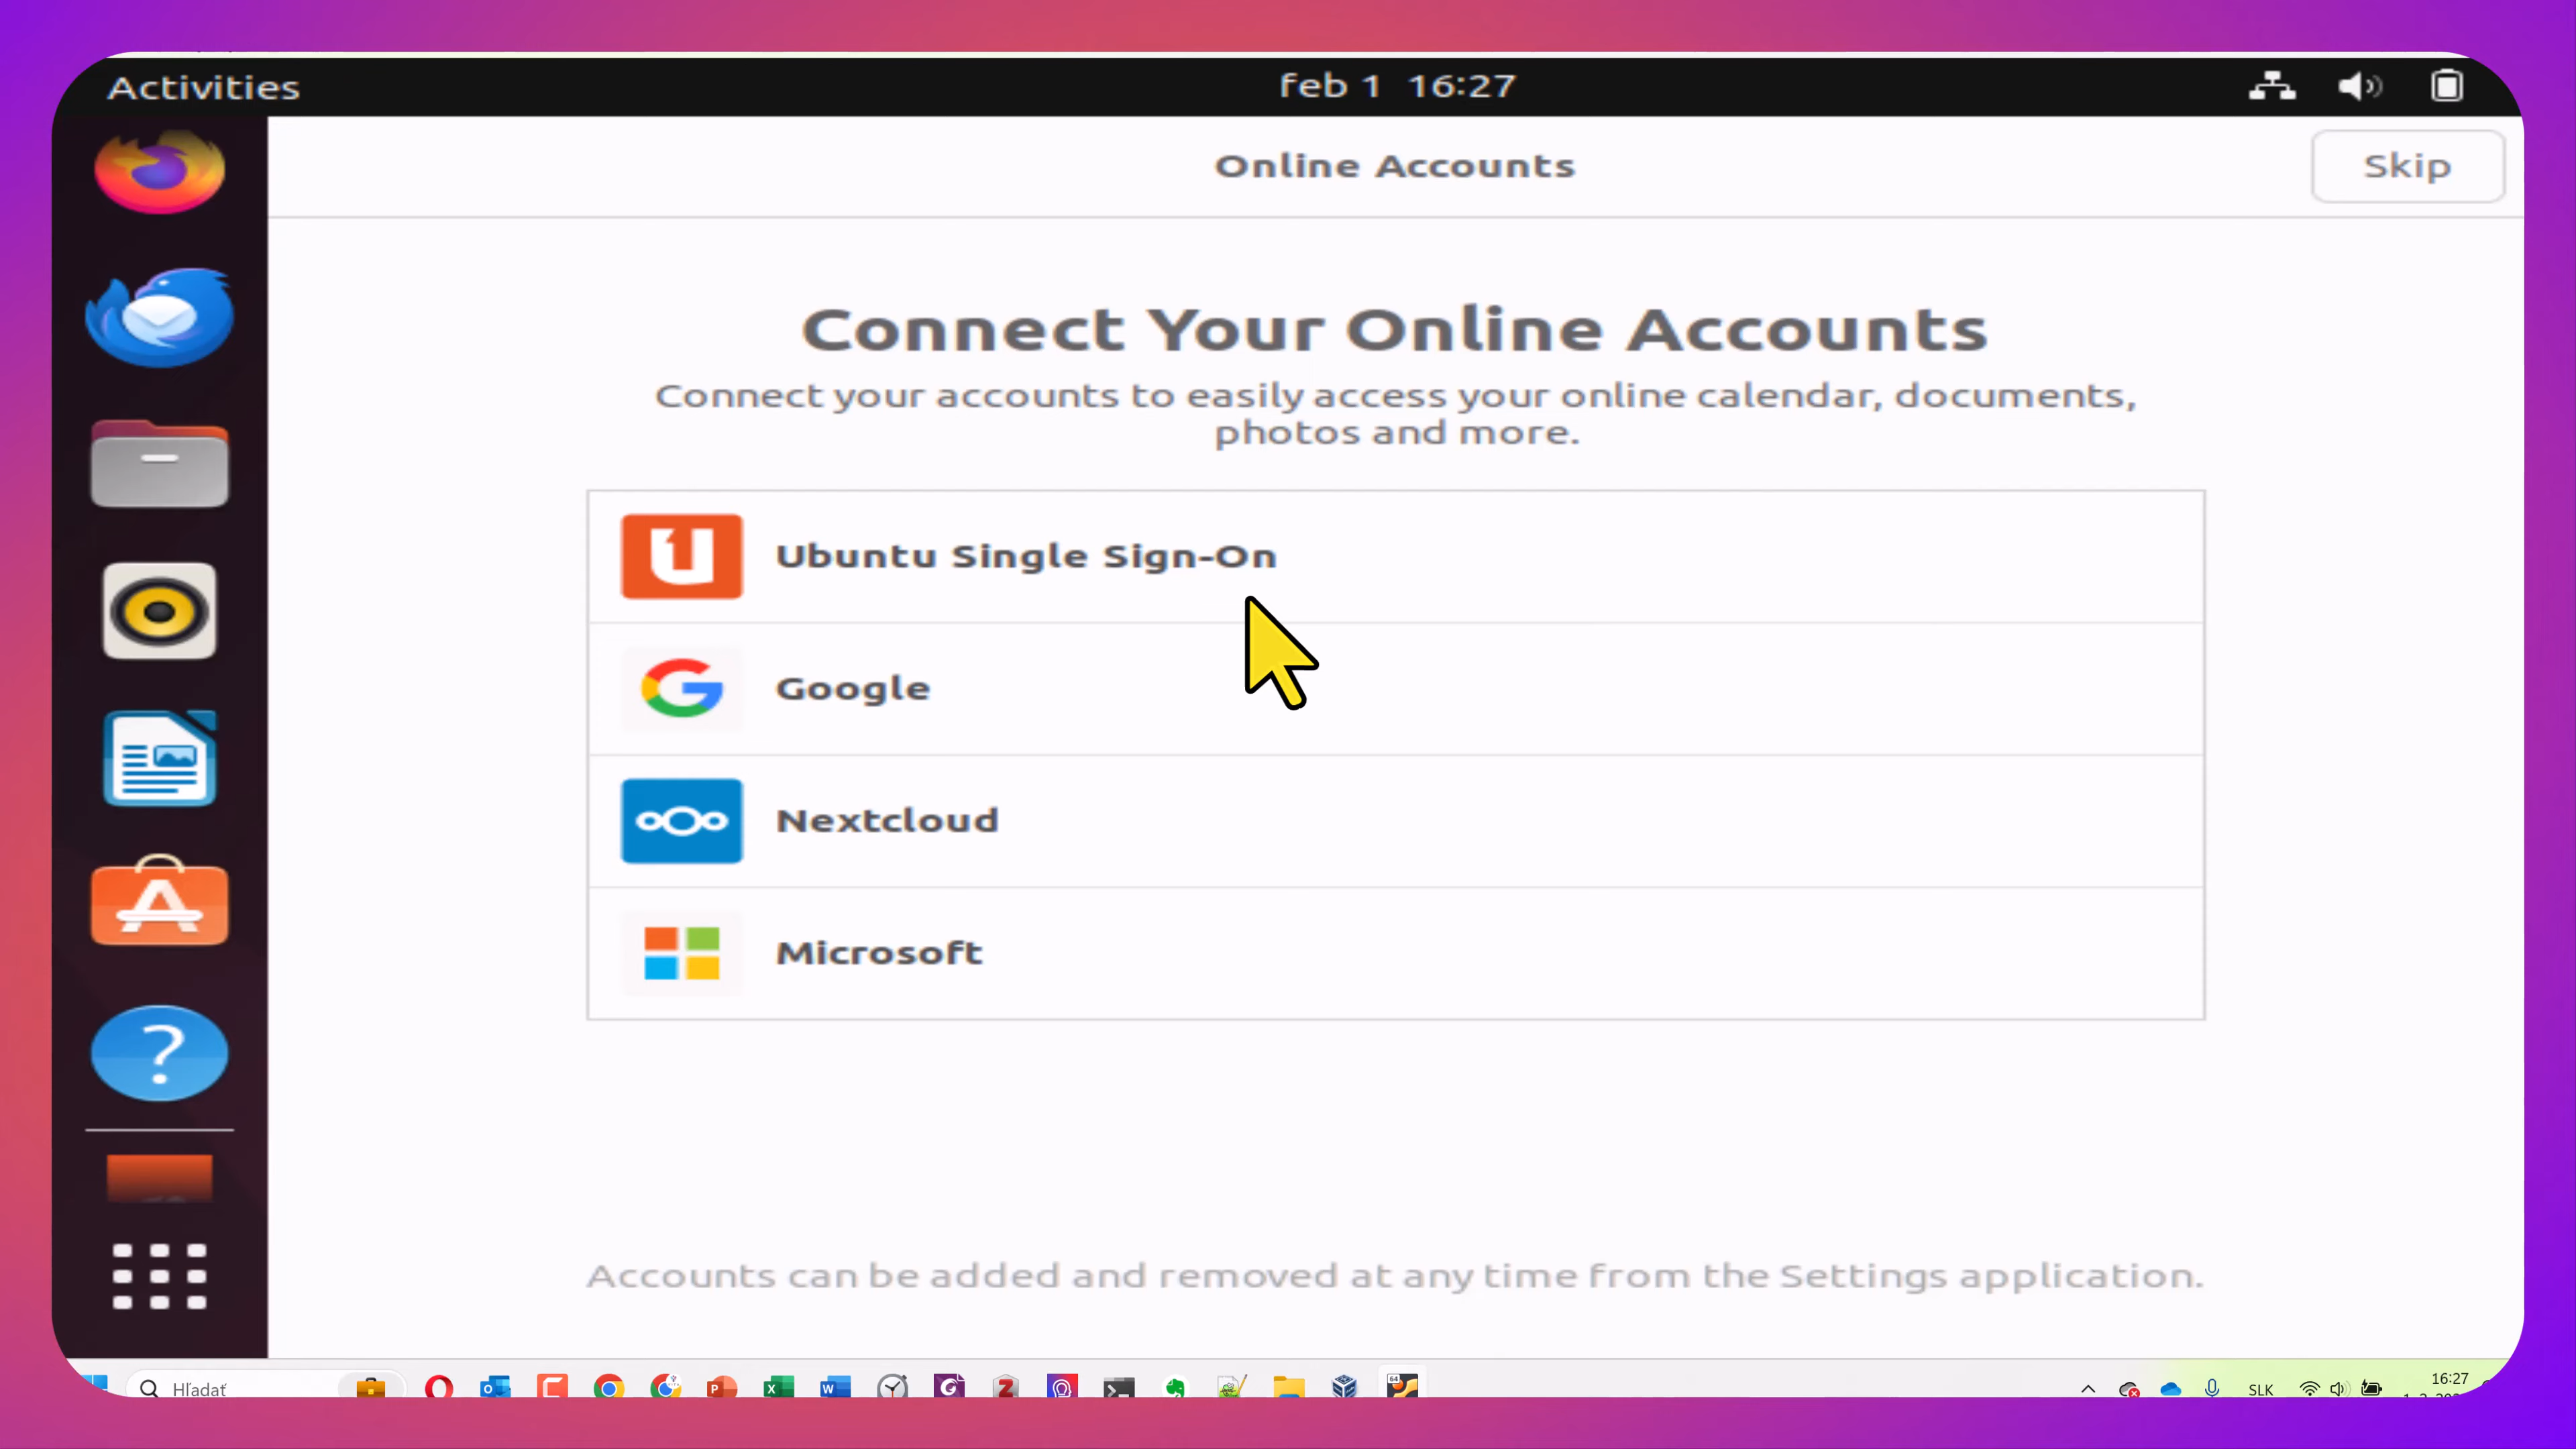 Activities
feb 1 16:27
Online Accounts
Skip
Connect Your Online Accounts
Connect your accounts to easily access your online calendar, documents,
photos and more.
Ubuntu Single Sign-On
Google
Nextcloud
Microsoft
Accounts can be added and removed at any time from the Settings application.
Hľadať
SLK
16:27